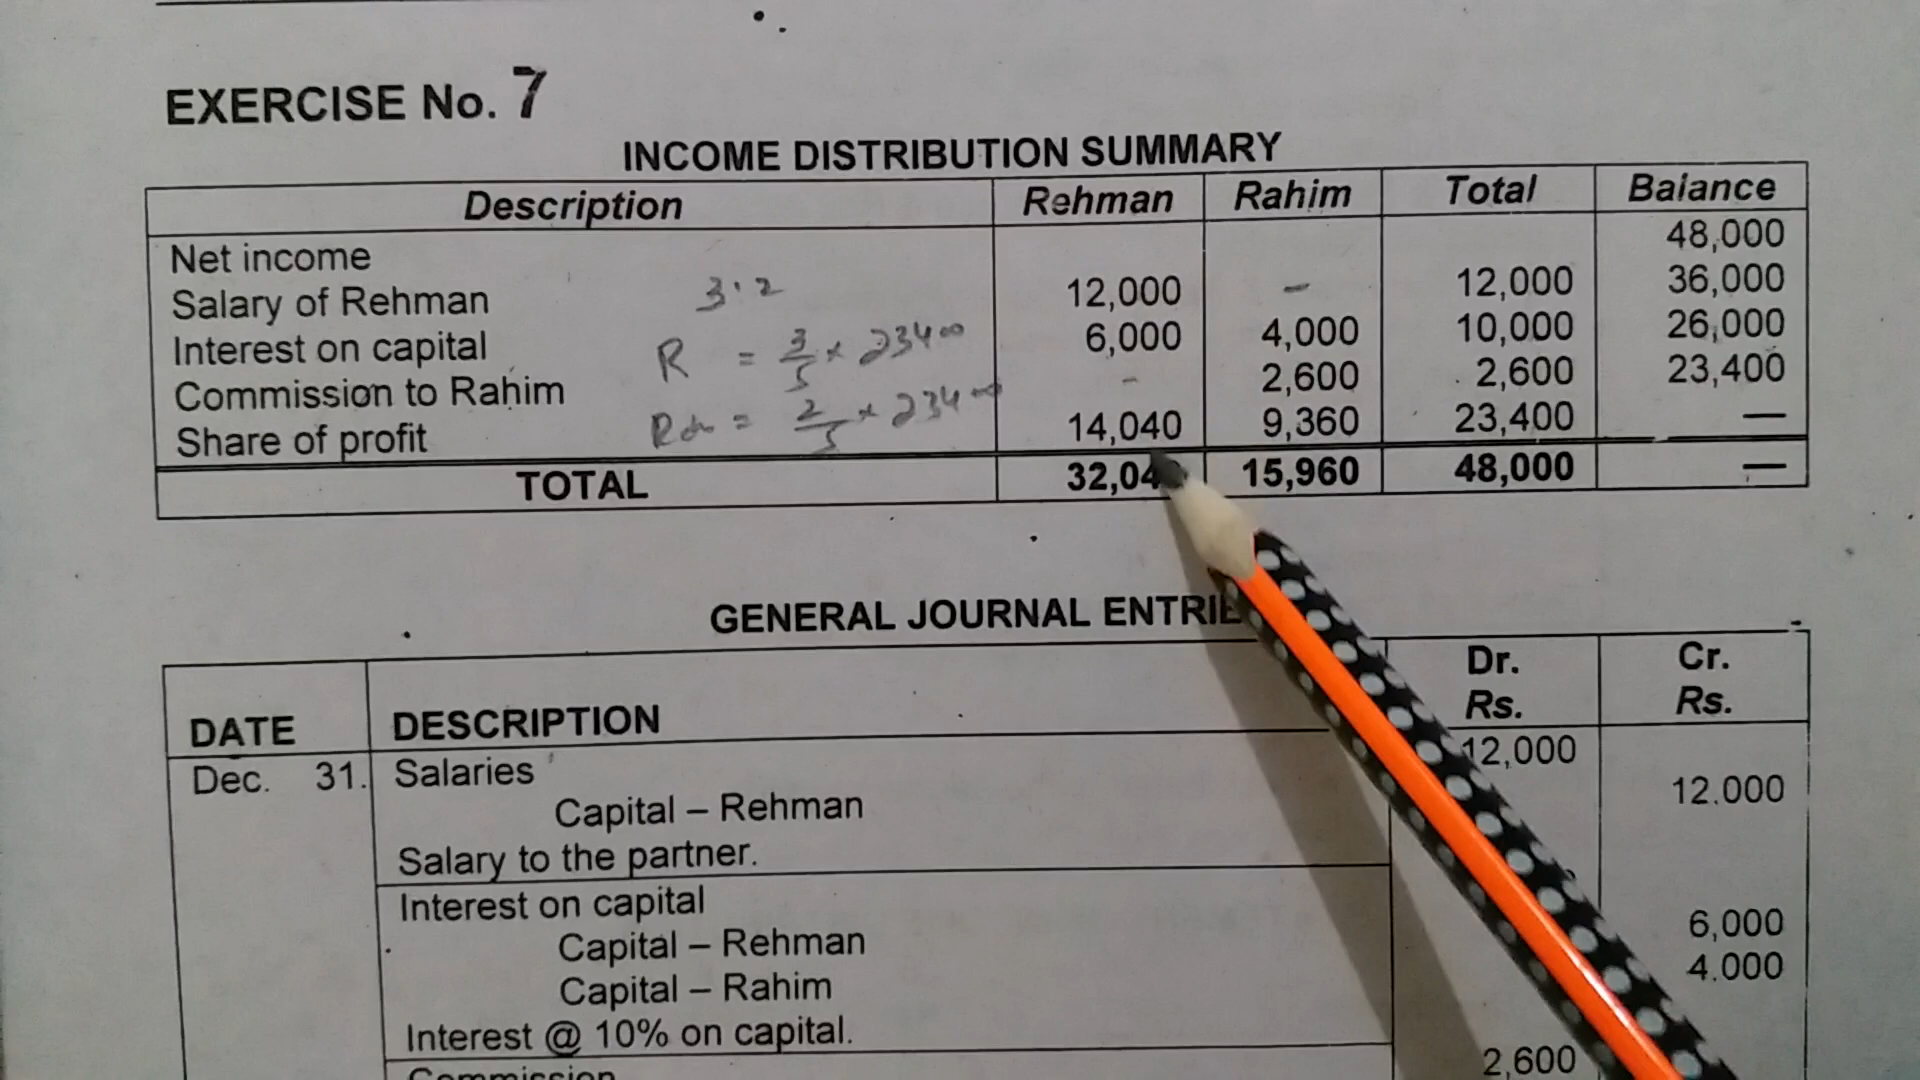 EXERCISE No. 7
INCOME DISTRIBUTION SUMMARY
Description Rehman Rahim Total Balance
Net income 48,000
Salary of Rehman 3:2 12,000 - 12,000 36,000
Interest on capital R = 3/5 × 23400 6,000 4,000 10,000 26,000
Commission to Rahim - 2,600 2,600 23,400
Share of profit = 2/5 × 23400 14,040 9,360 23,400 —
TOTAL 15,960 48,000 —
GENERAL JOURNAL
DATE DESCRIPTION Dr. Rs. Cr. Rs.
Dec. 31. Salaries 12,000
Capital – Rehman 12.000
Salary to the partner.
Interest on capital
Capital – Rehman 6,000
Capital – Rahim 4.000
Interest @ 10% on capital.
Commission 2,600